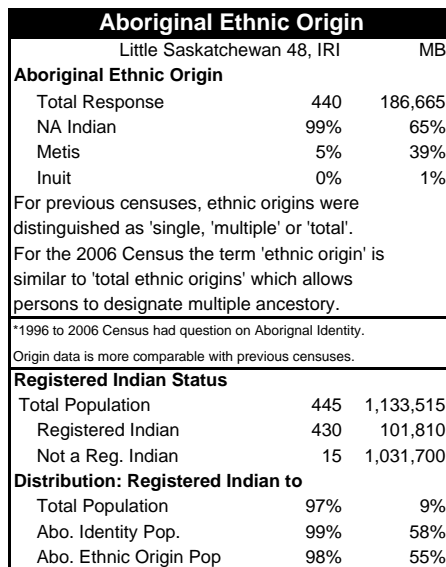 Aboriginal Ethnic Origin
Little Saskatchewan 48, IRI MB
Aboriginal Ethnic Origin
Total Response 440 186,665
NA Indian 99% 65%
Metis 5% 39%
Inuit 0% 1%
For previous censuses, ethnic origins were
distinguished as 'single, 'multiple' or 'total'.
For the 2006 Census the term 'ethnic origin' is
similar to 'total ethnic origins' which allows
persons to designate multiple ancestory.
*1996 to 2006 Census had question on Aborignal Identity.
Origin data is more comparable with previous censuses.
Registered Indian Status
Total Population 445 1,133,515
Registered Indian 430 101,810
Not a Reg. Indian 15 1,031,700
Distribution: Registered Indian to
Total Population 97% 9%
Abo. Identity Pop. 99% 58%
Abo. Ethnic Origin Pop 98% 55%